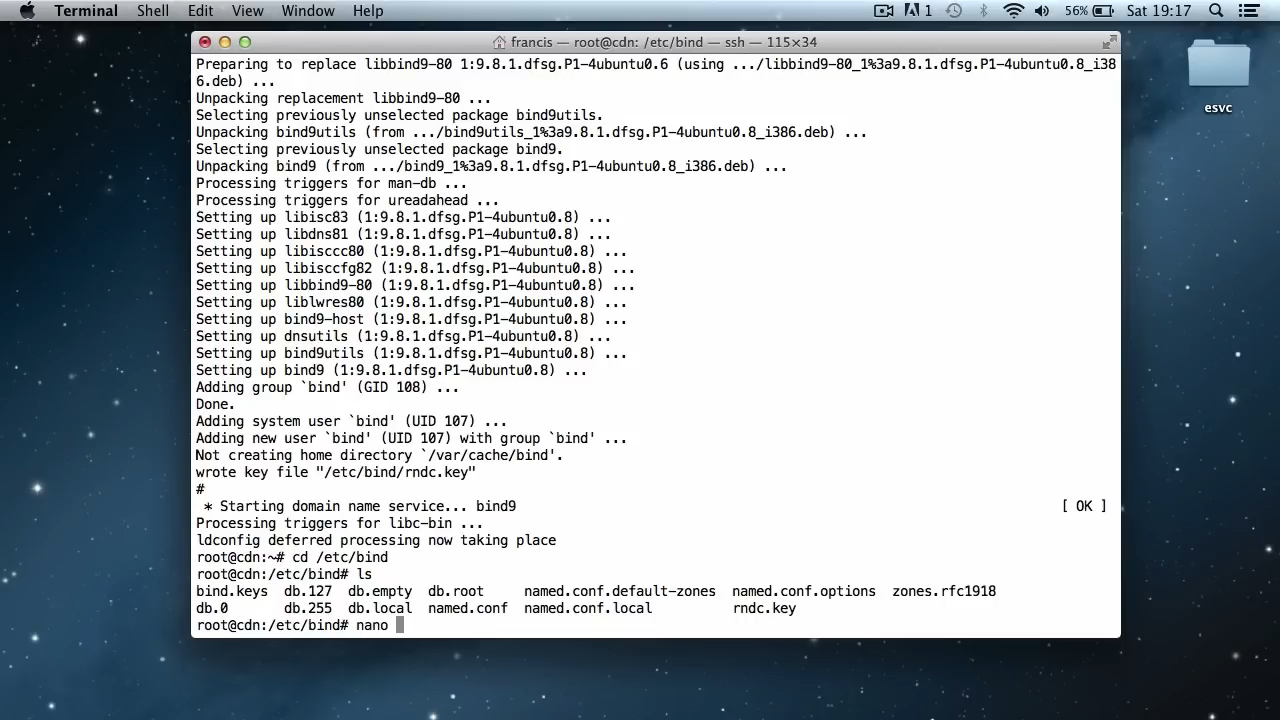 Terminal Shell Edit View Window Help 1 56% Sat 19:17
francis — root@cdn: /etc/bind — ssh — 115×34
Preparing to replace libbind9-80 1:9.8.1.dfsg.P1-4ubuntu0.6 (using .../libbind9-80_1%3a9.8.1.dfsg.P1-4ubuntu0.8_i38
6.deb) ...
Unpacking replacement libbind9-80 ...
Selecting previously unselected package bind9utils.
Unpacking bind9utils (from .../bind9utils_1%3a9.8.1.dfsg.P1-4ubuntu0.8_i386.deb) ...
Selecting previously unselected package bind9.
Unpacking bind9 (from .../bind9_1%3a9.8.1.dfsg.P1-4ubuntu0.8_i386.deb) ...
Processing triggers for man-db ...
Processing triggers for ureadahead ...
Setting up libisc83 (1:9.8.1.dfsg.P1-4ubuntu0.8) ...
Setting up libdns81 (1:9.8.1.dfsg.P1-4ubuntu0.8) ...
Setting up libisccc80 (1:9.8.1.dfsg.P1-4ubuntu0.8) ...
Setting up libisccfg82 (1:9.8.1.dfsg.P1-4ubuntu0.8) ...
Setting up libbind9-80 (1:9.8.1.dfsg.P1-4ubuntu0.8) ...
Setting up liblwres80 (1:9.8.1.dfsg.P1-4ubuntu0.8) ...
Setting up bind9-host (1:9.8.1.dfsg.P1-4ubuntu0.8) ...
Setting up dnsutils (1:9.8.1.dfsg.P1-4ubuntu0.8) ...
Setting up bind9utils (1:9.8.1.dfsg.P1-4ubuntu0.8) ...
Setting up bind9 (1:9.8.1.dfsg.P1-4ubuntu0.8) ...
Adding group `bind' (GID 108) ...
Done.
Adding system user `bind' (UID 107) ...
Adding new user `bind' (UID 107) with group `bind' ...
Not creating home directory `/var/cache/bind'.
wrote key file "/etc/bind/rndc.key"
#
* Starting domain name service... bind9 [ OK ]
Processing triggers for libc-bin ...
ldconfig deferred processing now taking place
root@cdn:~# cd /etc/bind
root@cdn:/etc/bind# ls
bind.keys db.127 db.empty db.root named.conf.default-zones named.conf.options zones.rfc1918
db.0 db.255 db.local named.conf named.conf.local rndc.key
root@cdn:/etc/bind# nano
esvc